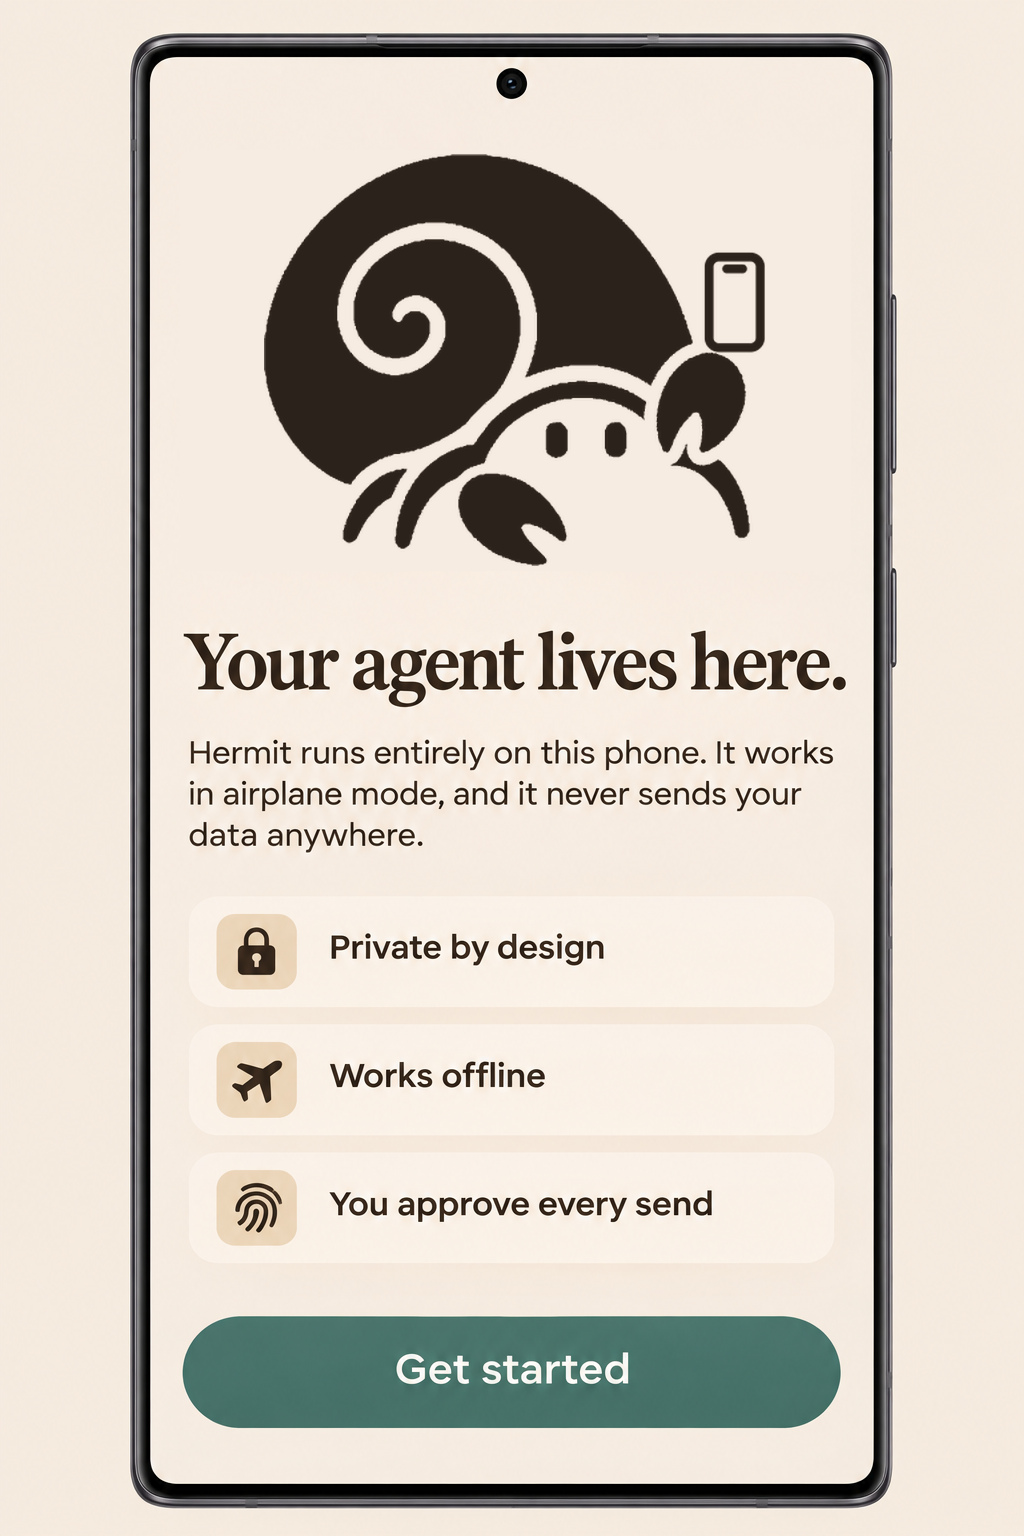 Your agent lives here.
Hermit runs entirely on this phone. It works
in airplane mode, and it never sends your
data anywhere.
Private by design
Works offline
You approve every send
Get started